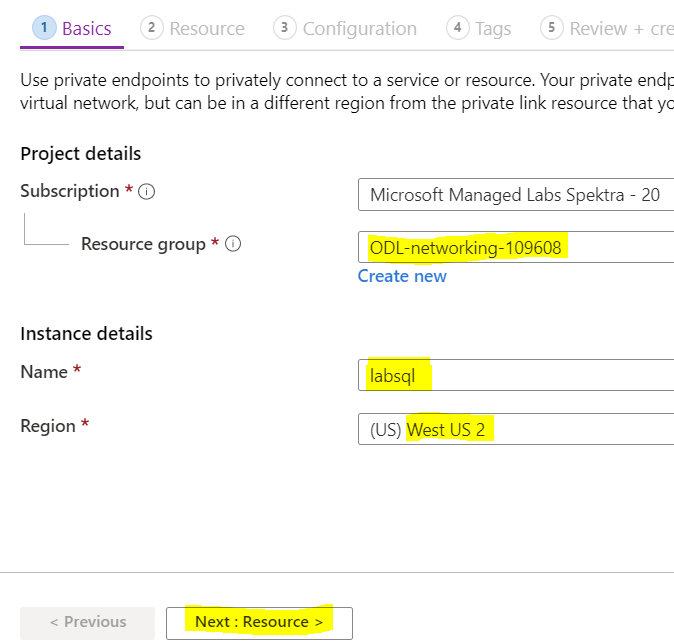 1 Basics 2 Resource 3 Configuration 4 Tags 5 Review + cre
Use private endpoints to privately connect to a service or resource. Your private endp
virtual network, but can be in a different region from the private link resource that yo
Project details
Subscription * Microsoft Managed Labs Spektra - 20
Resource group * ODL-networking-109608
Create new
Instance details
Name * labsql
Region * (US) West US 2
< Previous Next : Resource >